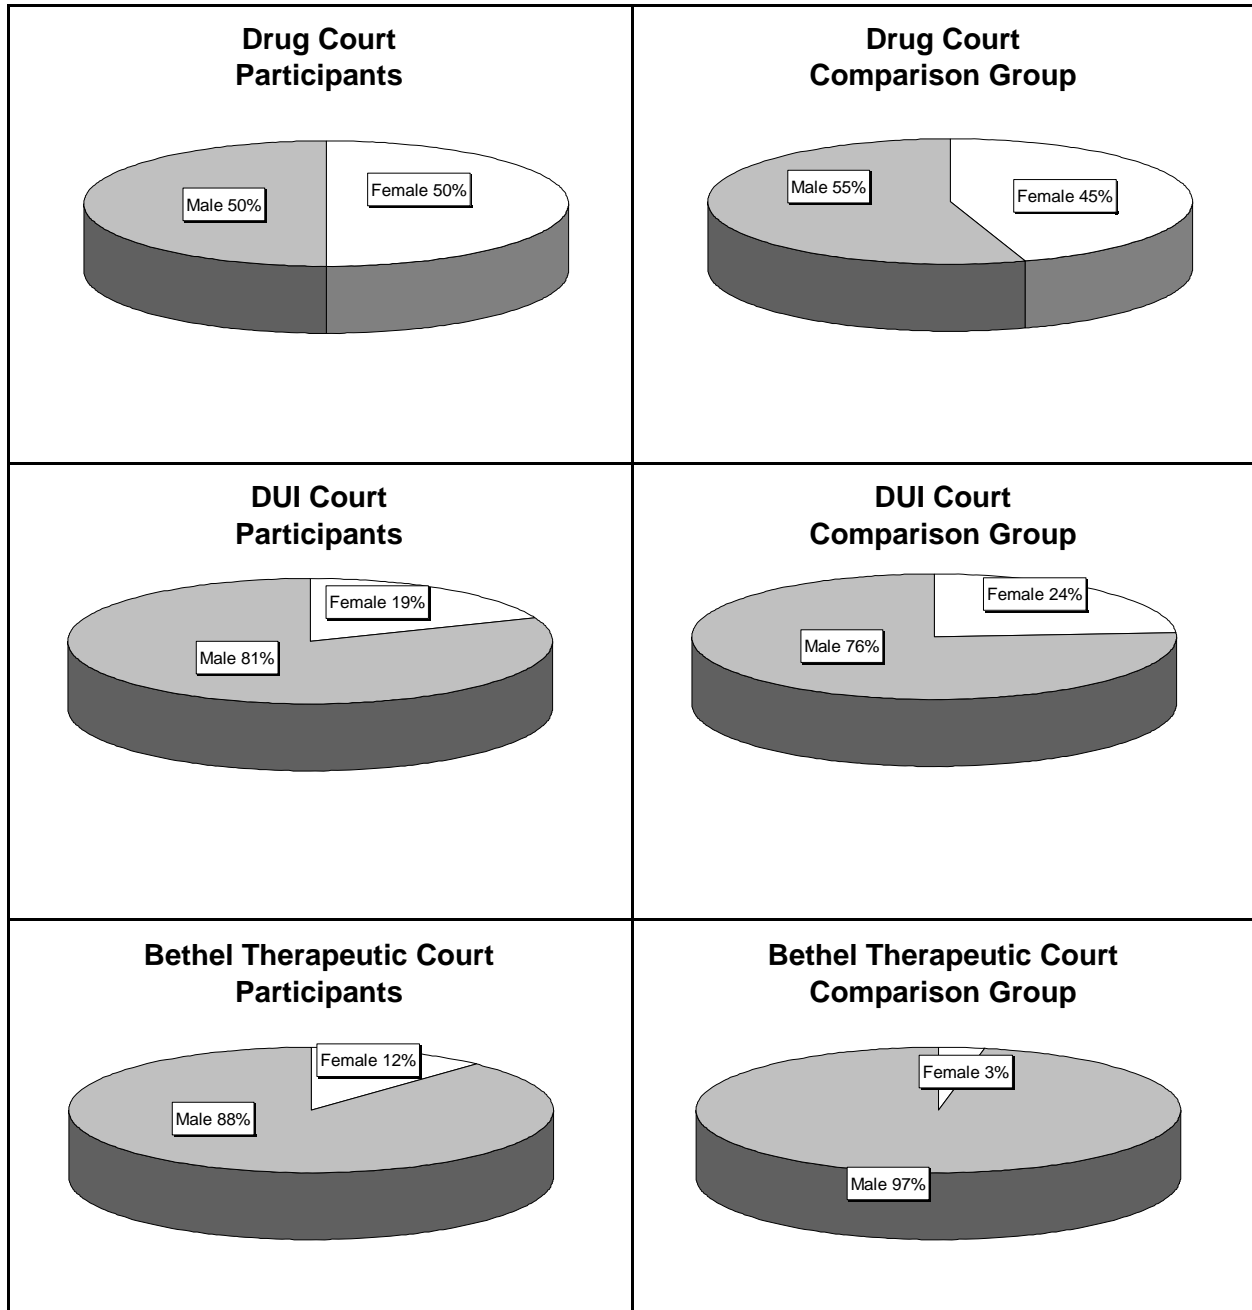 Drug Court
Participants
Male 50%
Female 50%
Drug Court
Comparison Group
Male 55%
Female 45%
DUI Court
Participants
Female 19%
Male 81%
DUI Court
Comparison Group
Female 24%
Male 76%
Bethel Therapeutic Court
Participants
Female 12%
Male 88%
Bethel Therapeutic Court
Comparison Group
Female 3%
Male 97%